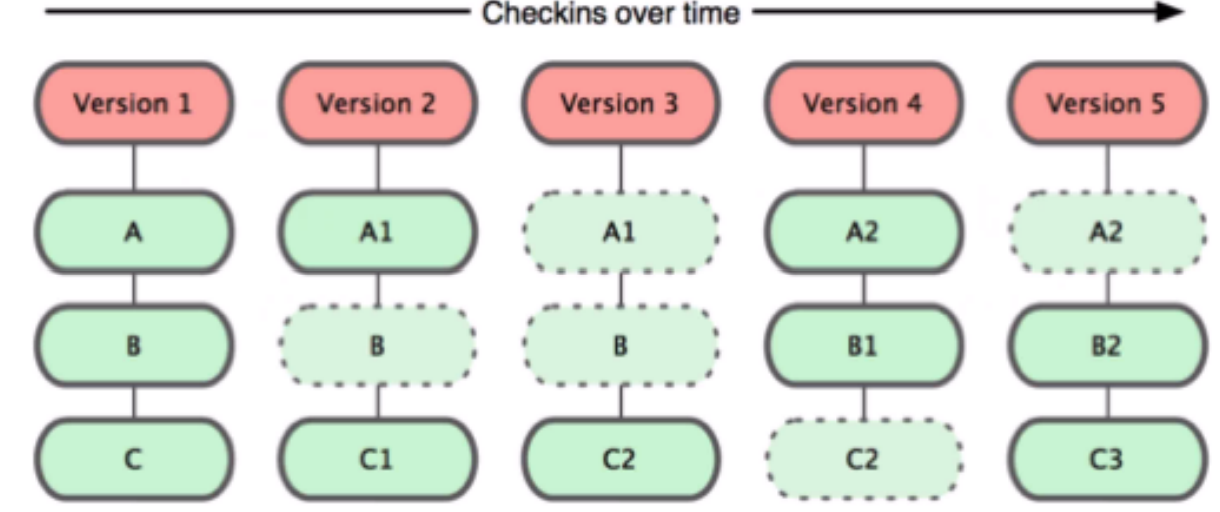 Checkins over time
Version 1 Version 2 Version 3 Version 4 Version 5
A A1 A1 A2 A2
B B B B1 B2
C C1 C2 C2 C3